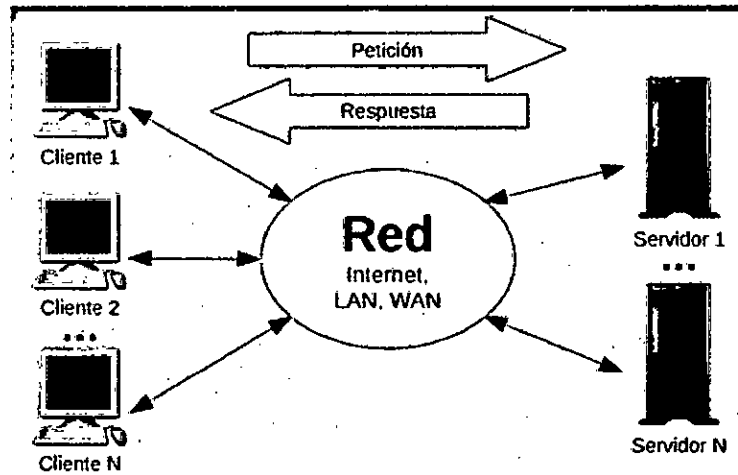 Petición
Respuesta
Cliente 1
Red
Internet,
LAN, WAN
Servidor 1
Cliente 2
Cliente N
Servidor N